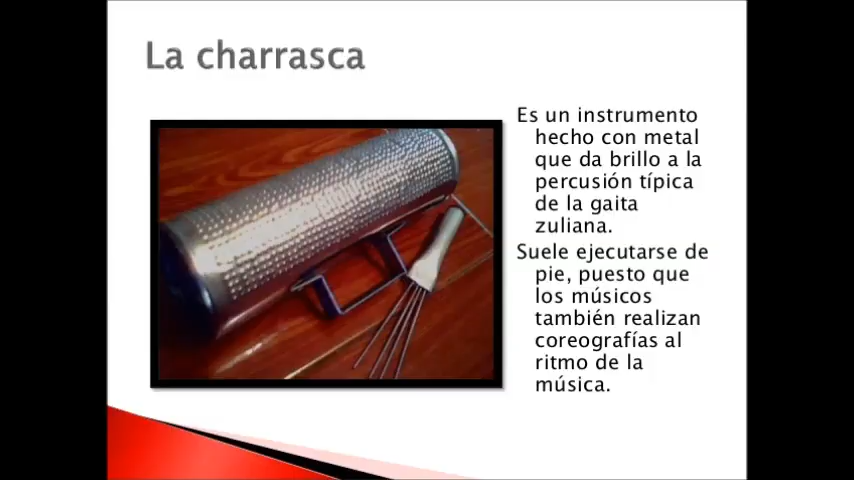 La charrasca
Es un instrumento
hecho con metal
que da brillo a la
percusión típica
de la gaita
zuliana.
Suele ejecutarse de
pie, puesto que
los músicos
también realizan
coreografías al
ritmo de la
música.